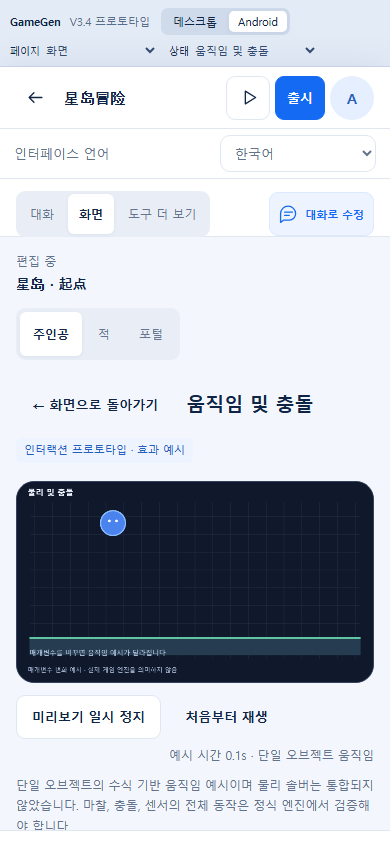 GameGen V3.4 프로토타입 데스크톱 Android
페이지 화면 상태 움직임 및 충돌
← 星岛冒险 출시 A
인터페이스 언어 한국어
대화 화면 도구 더 보기 대화로 수정
편집 중
星岛 · 起点
주인공 적 포털
← 화면으로 돌아가기 움직임 및 충돌
인터랙션 프로토타입 · 효과 예시
물리 및 충돌
매개변수를 바꾸면 움직임 예시가 달라집니다
매개변수 변화 예시 · 실제 게임 엔진을 의미하지 않음
미리보기 일시 정지 처음부터 재생
예시 시간 0.1s · 단일 오브젝트 움직임
단일 오브젝트의 수식 기반 움직임 예시이며 물리 솔버는 통합되지
않았습니다. 마찰, 충돌, 센서의 전체 동작은 정식 엔진에서 검증해
야 합니다